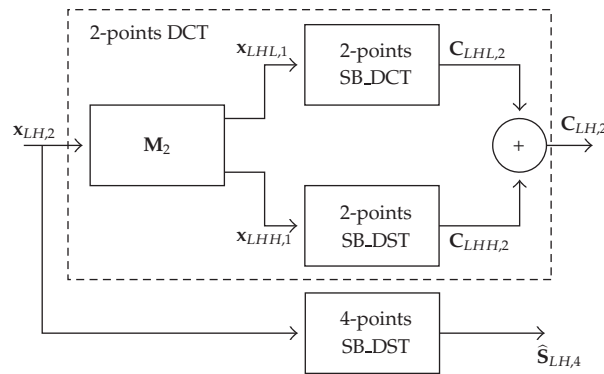 2-points DCT
x_{LHL,1}
2-points
SB_DCT
C_{LHL,2}
x_{LH,2}
M_2
+
C_{LH,2}
x_{LHH,1}
2-points
SB_DST
C_{LHH,2}
4-points
SB_DST
Ŝ_{LH,4}